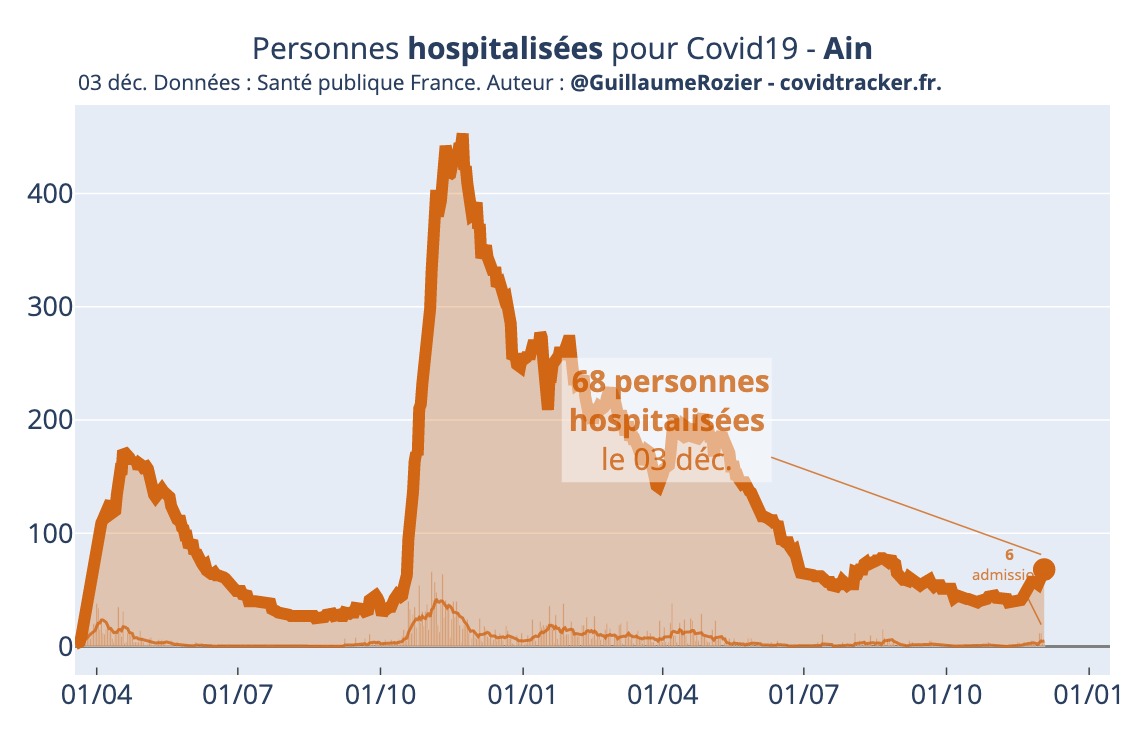 Personnes hospitalisées pour Covid19 - Ain
03 déc. Données : Santé publique France. Auteur : @GuillaumeRozier - covidtracker.fr.
400
300
200
100
0
68 personnes
hospitalisées
le 03 déc.
6
admissio
01/04 01/07 01/10 01/01 01/04 01/07 01/10 01/01